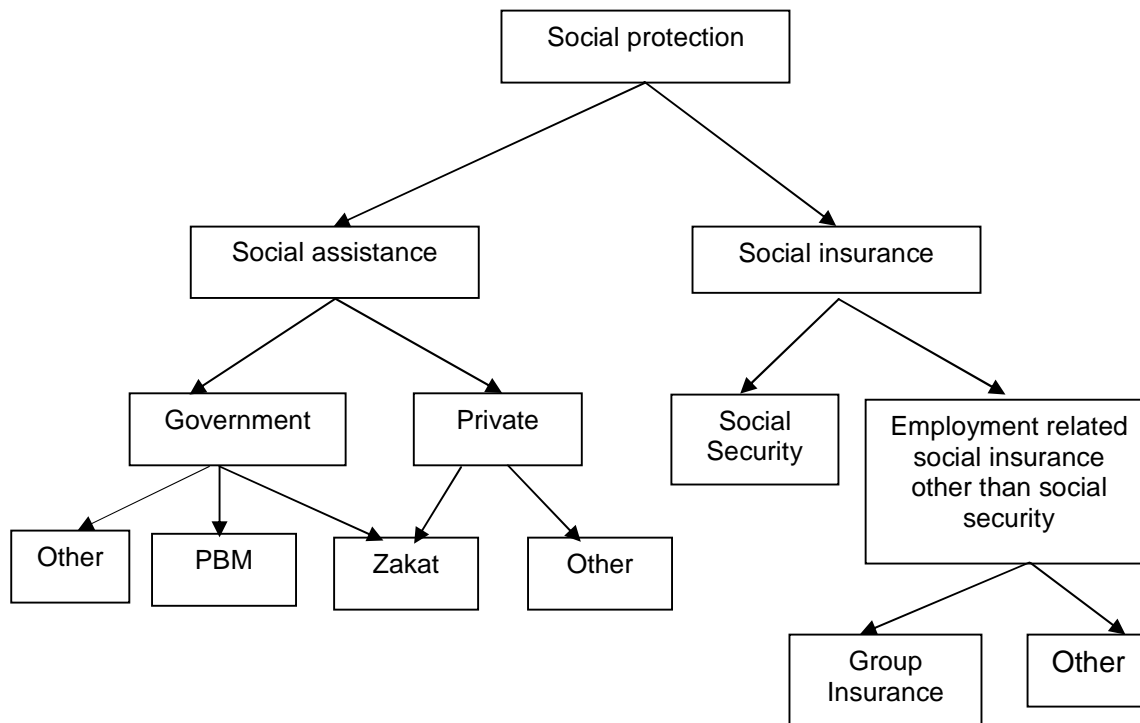 Social protection
Social assistance
Social insurance
Government
Private
Social
Security
Employment related
social insurance
other than social
security
Other
PBM
Zakat
Other
Group
Insurance
Other